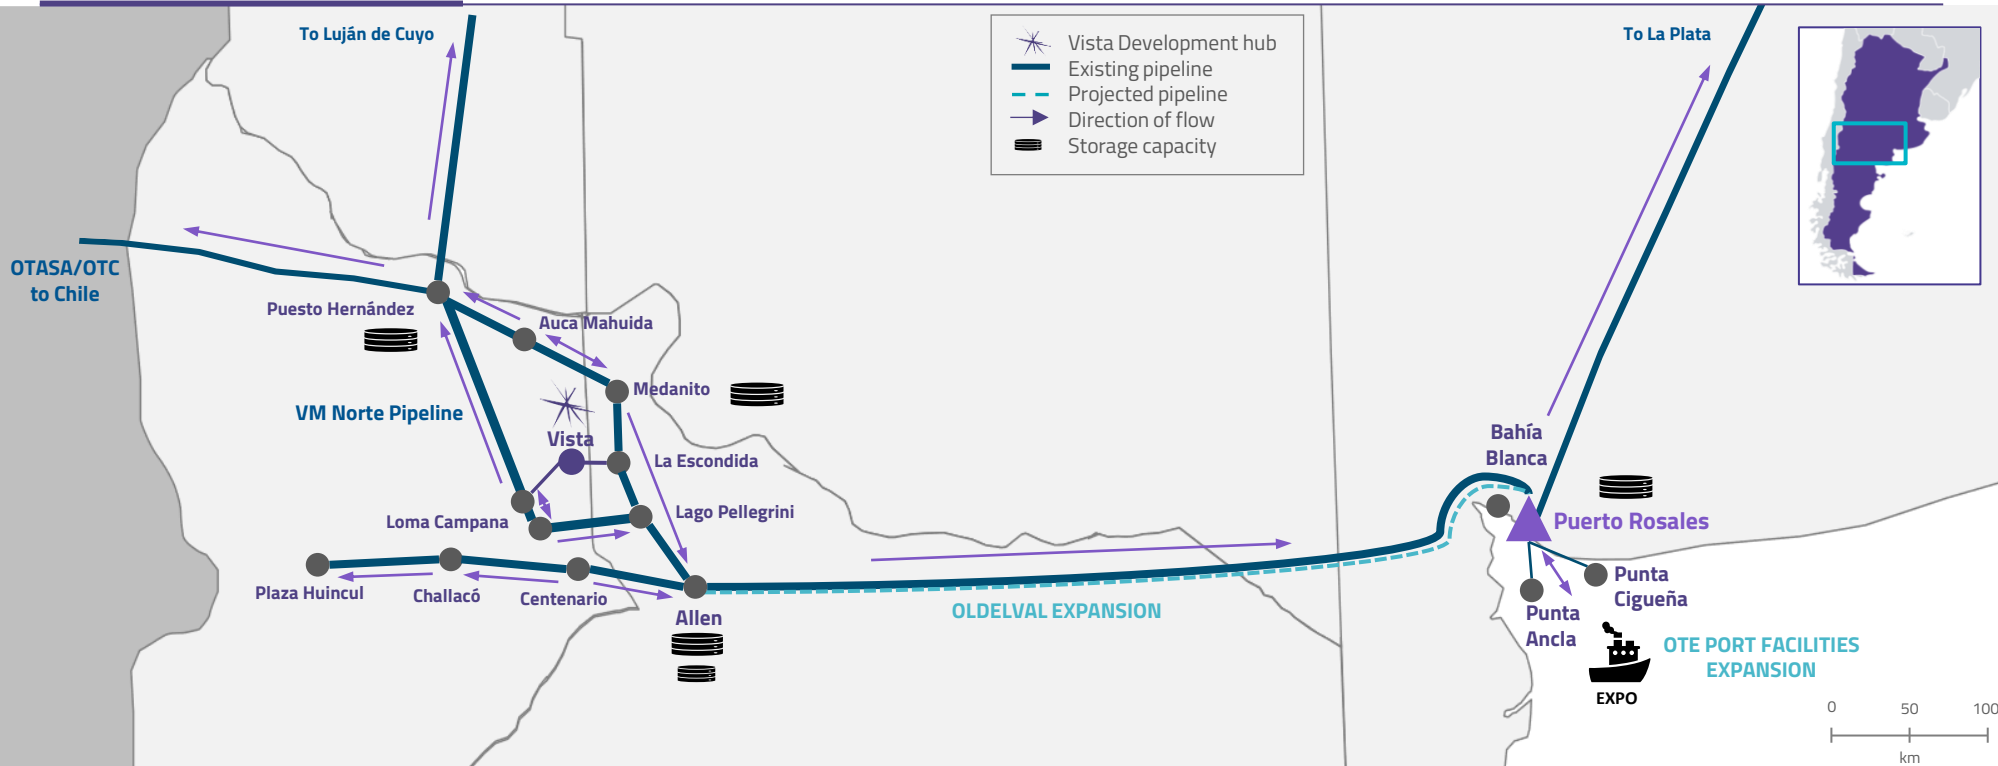 To Luján de Cuyo
Vista Development hub
Existing pipeline
Projected pipeline
Direction of flow
Storage capacity
To La Plata
OTASA/OTC
to Chile
Puesto Hernández
Auca Mahuida
Medanito
VM Norte Pipeline
Vista
La Escondida
Loma Campana
Lago Pellegrini
Plaza Huincul
Challacó
Centenario
Allen
OLDELVAL EXPANSION
Bahía
Blanca
Puerto Rosales
Punta
Cigueña
Punta
Ancla
OTE PORT FACILITIES
EXPANSION
EXPO
0 50 100
km